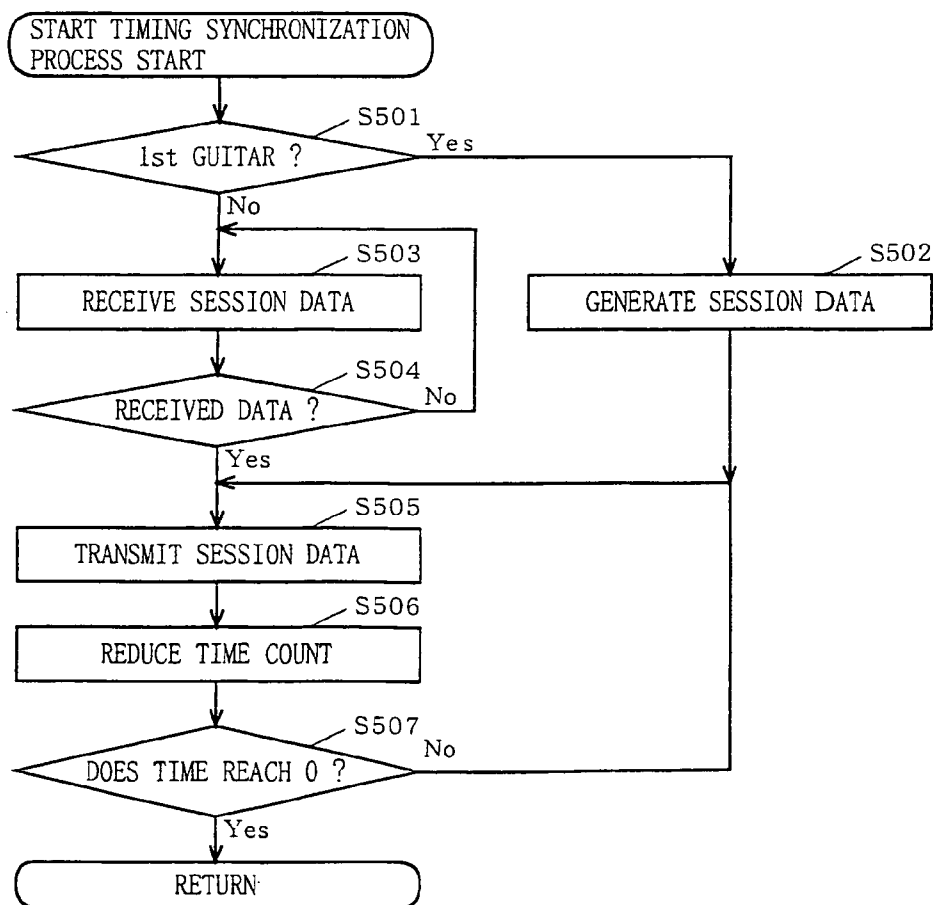 START TIMING SYNCHRONIZATION
PROCESS START
S501
1st GUITAR ?
Yes
No
S503
RECEIVE SESSION DATA
S502
GENERATE SESSION DATA
S504
RECEIVED DATA ?
No
Yes
S505
TRANSMIT SESSION DATA
S506
REDUCE TIME COUNT
S507
DOES TIME REACH 0 ?
No
Yes
RETURN